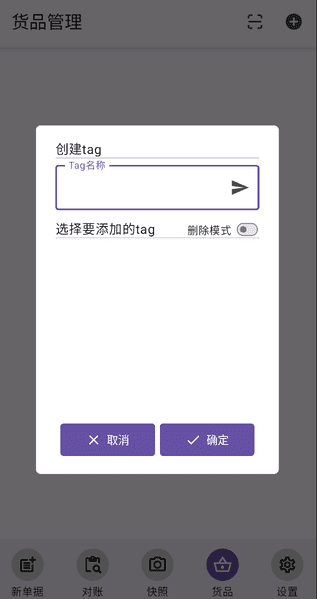 货品管理
创建tag
Tag名称
选择要添加的tag 删除模式
取消 确定
新单据 对账 快照 货品 设置